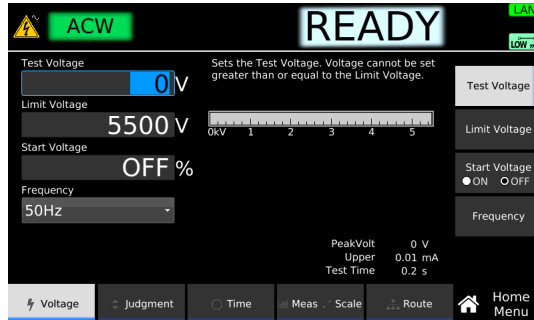 ACW
READY
LAN
LOW
Test Voltage
0 V
Limit Voltage
5500 V
Start Voltage
OFF %
Frequency
50Hz
Sets the Test Voltage. Voltage cannot be set
greater than or equal to the Limit Voltage.
0kV 1 2 3 4 5
PeakVolt 0 V
Upper 0.01 mA
Test Time 0.2 s
Test Voltage
Limit Voltage
Start Voltage
ON OFF
Frequency
Voltage Judgment Time Meas Scale Route
Home
Menu